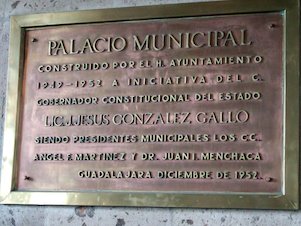 PALACIO MUNICIPAL
CONSTRUIDO POR EL H. AYUNTAMIENTO
1949-1952 A INICIATIVA DEL C.
GOBERNADOR CONSTITUCIONAL DEL ESTADO
LIC. J. JESUS GONZALEZ GALLO
SIENDO PRESIDENTES MUNICIPALES LOS CC.
ANGEL F. MARTINEZ Y DR. JUAN I. MENCHACA
GUADALAJARA DICIEMBRE DE 1952.